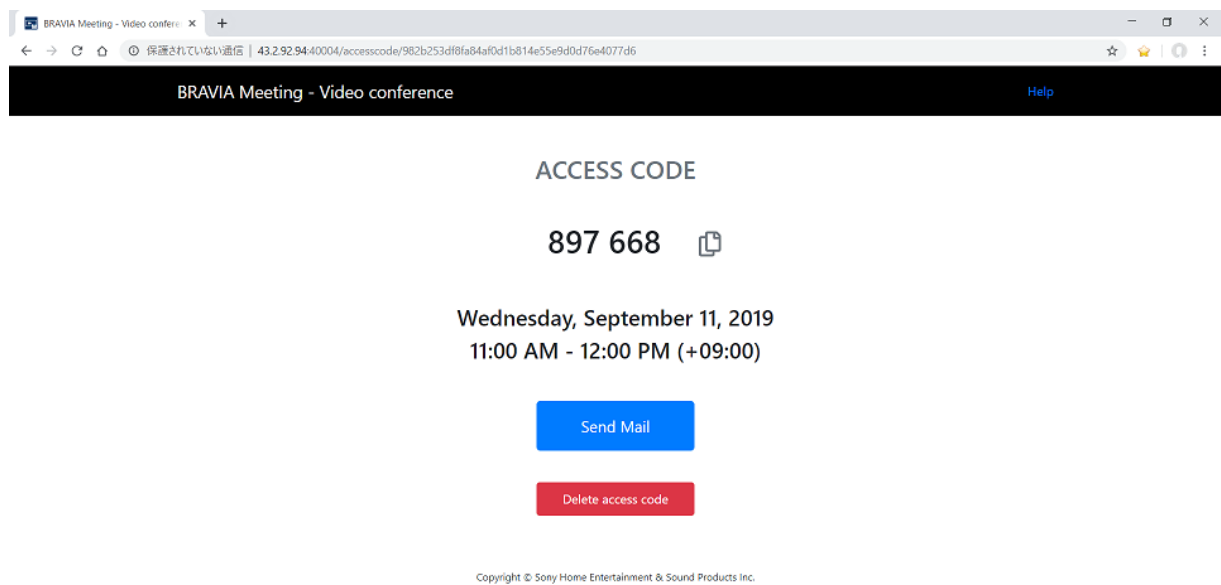 BRAVIA Meeting - Video confere
保護されていない通信 | 43.2.92.94:40004/accesscode/982b253df8fa84af0d1b814e55e9d0d76e4077d6
BRAVIA Meeting - Video conference Help
ACCESS CODE
897 668
Wednesday, September 11, 2019
11:00 AM - 12:00 PM (+09:00)
Send Mail
Delete access code
Copyright © Sony Home Entertainment & Sound Products Inc.